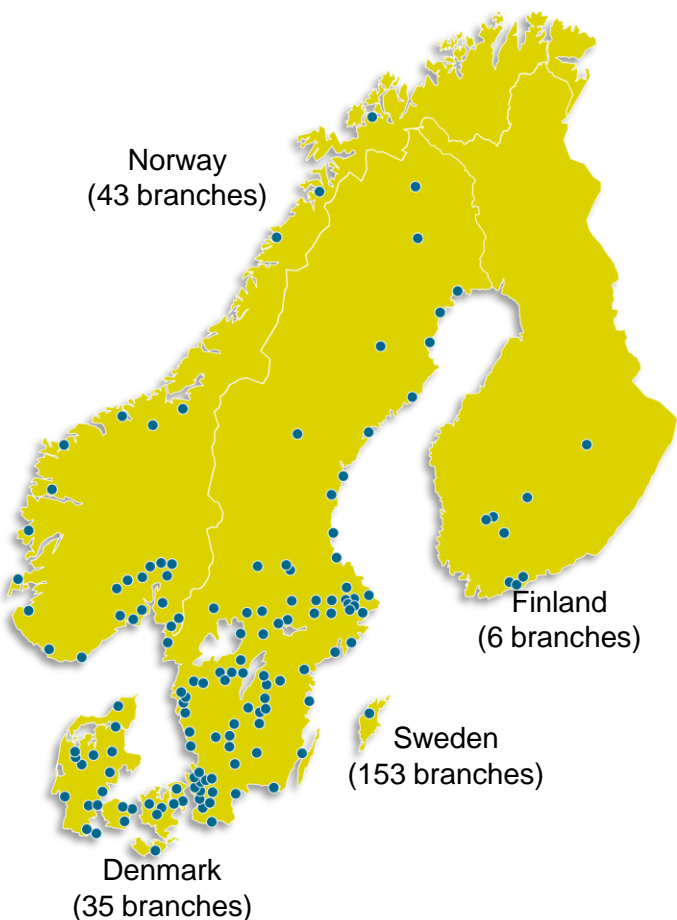 Norway
(43 branches)
Finland
(6 branches)
Sweden
(153 branches)
Denmark
(35 branches)